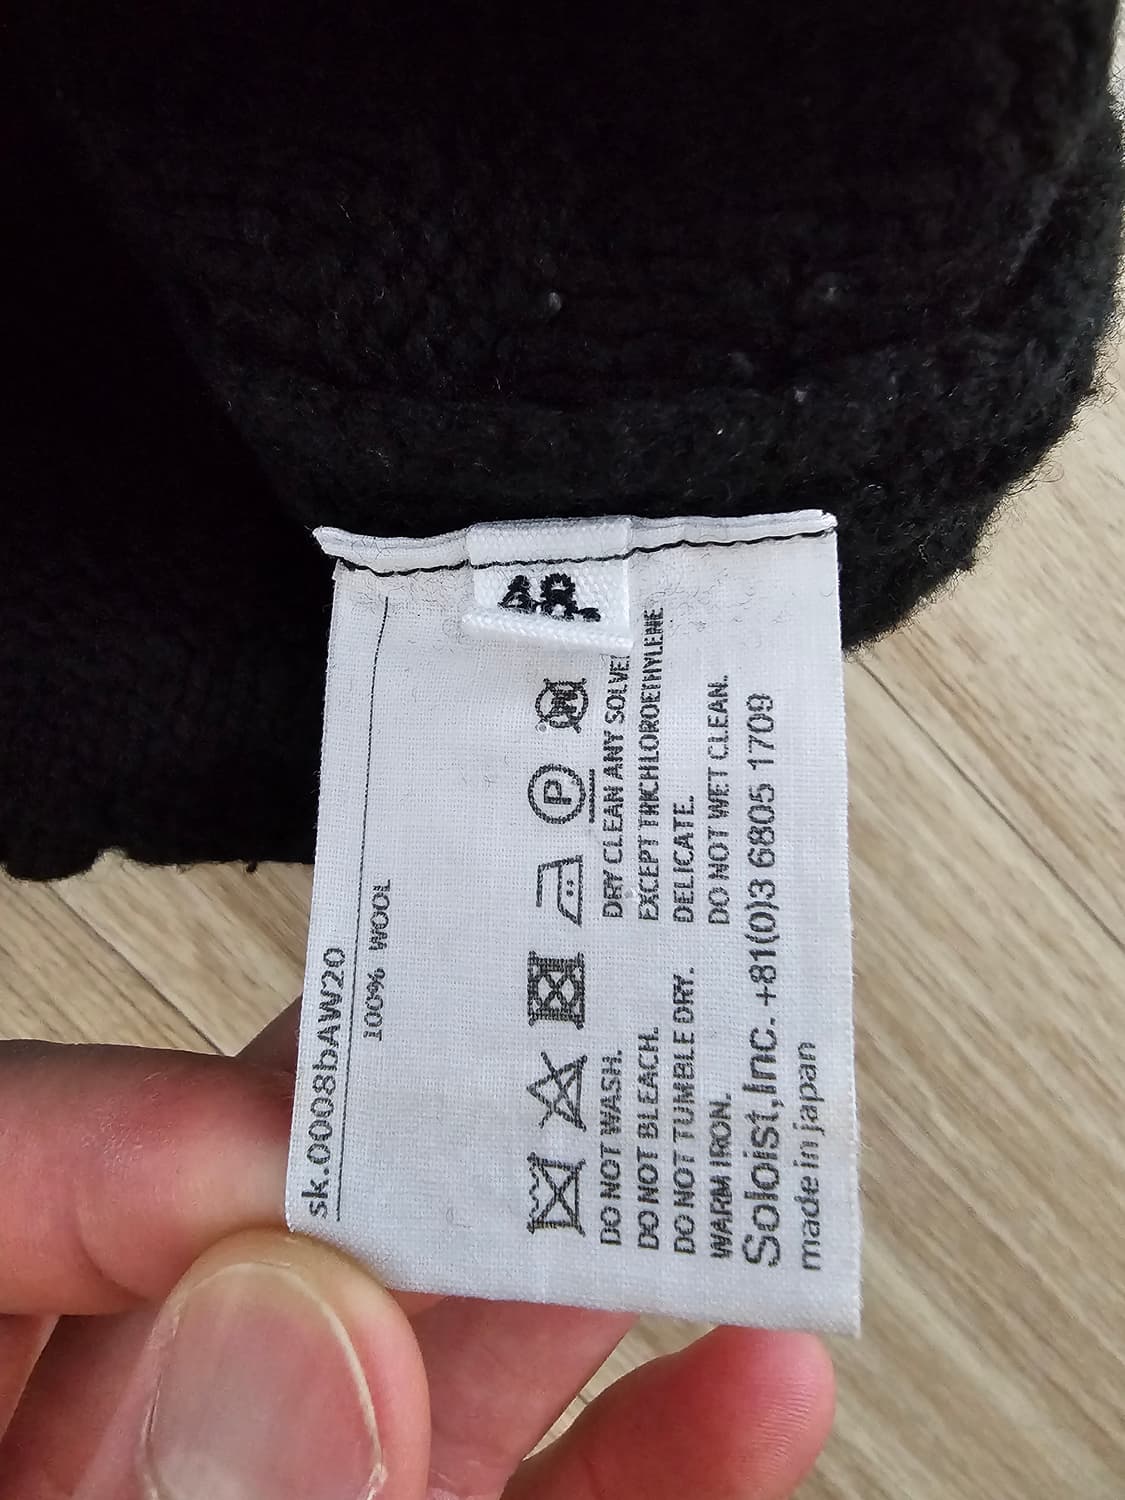 48.
sk.0008bAW20
100% WOOL
P
W
DO NOT WASH.
DO NOT BLEACH.
DO NOT TUMBLE DRY.
WARM IRON.
DRY CLEAN ANY
EXCEPT TRICHLOROETHYLENE
DELICATE.
DO NOT WET CLEAN.
Soloist,Inc. +81(0)3 6805 1709
made in japan